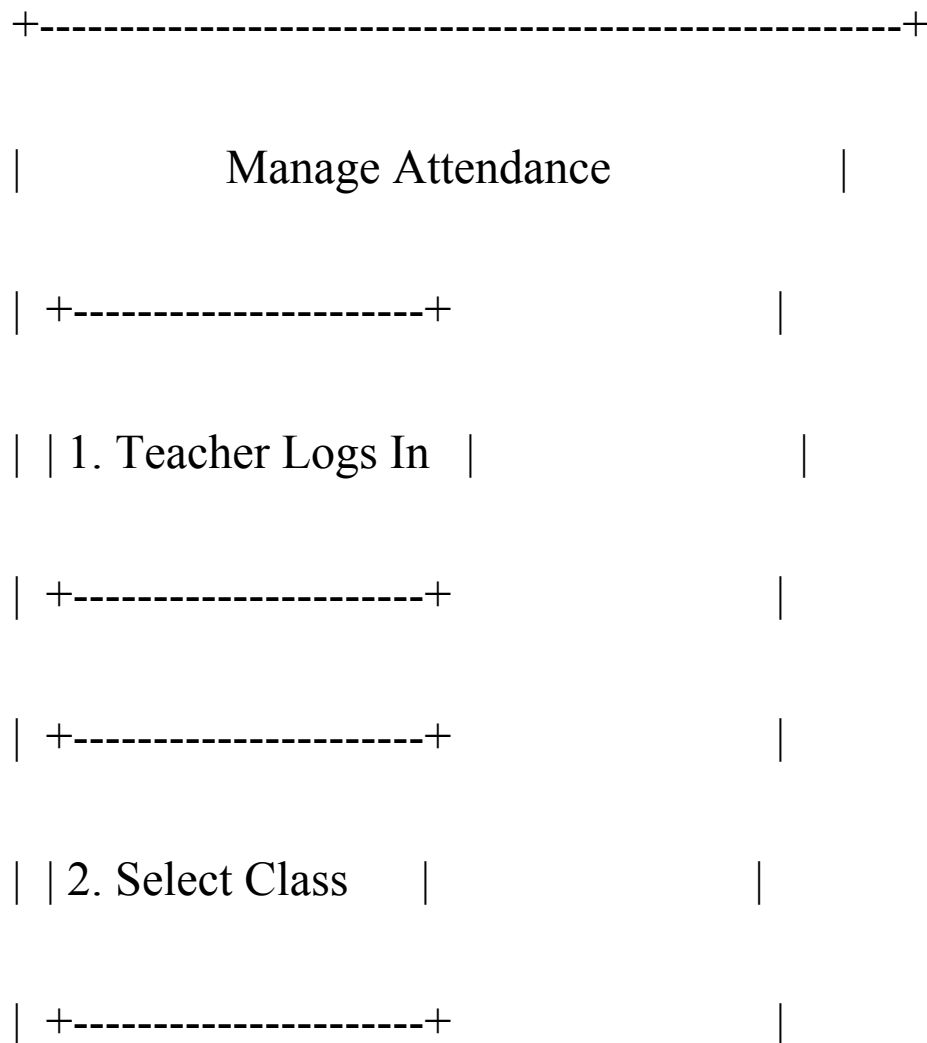 +------------------------------------------------------+
|                Manage Attendance                  |
|  +----------------------+                         |
|  | 1. Teacher Logs In   |                         |
|  +----------------------+                         |
|  +----------------------+                         |
|  | 2. Select Class      |                         |
|  +----------------------+                         |